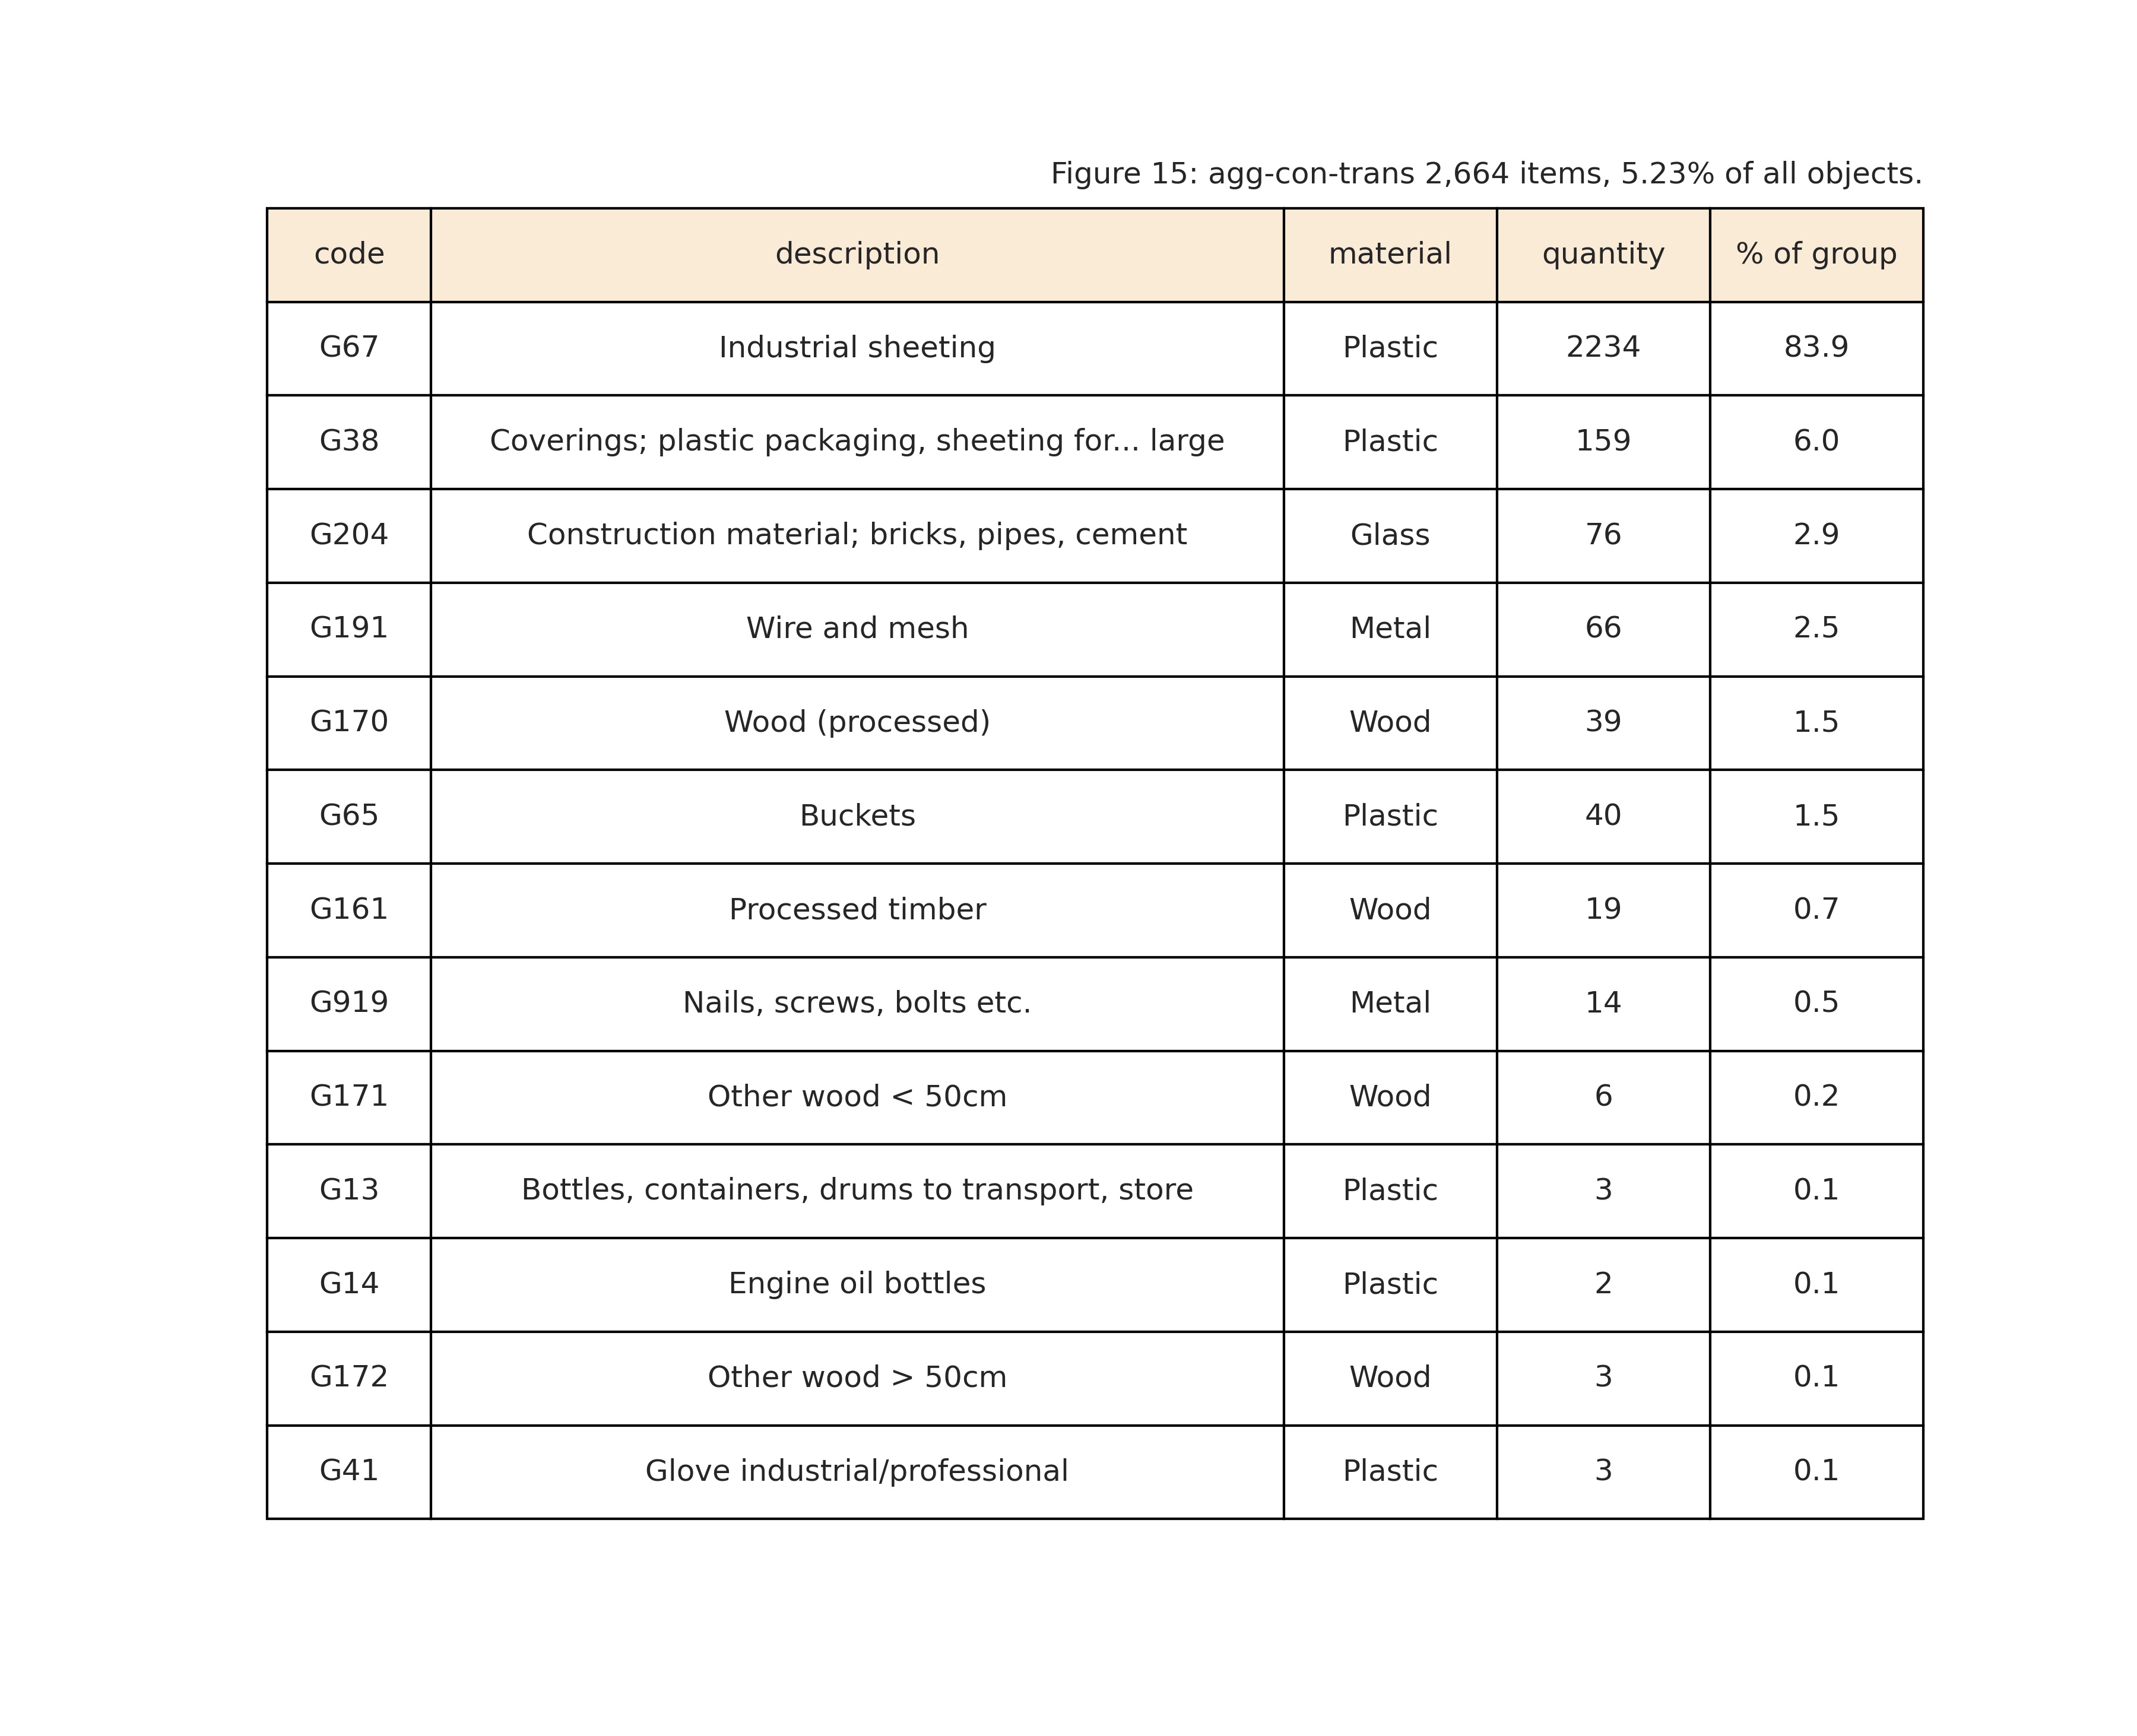 Figure 15: agg-con-trans 2,664 items, 5.23% of all objects.
code description material quantity % of group
G67 Industrial sheeting Plastic 2234 83.9
G38 Coverings; plastic packaging, sheeting for... large Plastic 159 6.0
G204 Construction material; bricks, pipes, cement Glass 76 2.9
G191 Wire and mesh Metal 66 2.5
G170 Wood (processed) Wood 39 1.5
G65 Buckets Plastic 40 1.5
G161 Processed timber Wood 19 0.7
G919 Nails, screws, bolts etc. Metal 14 0.5
G171 Other wood < 50cm Wood 6 0.2
G13 Bottles, containers, drums to transport, store Plastic 3 0.1
G14 Engine oil bottles Plastic 2 0.1
G172 Other wood > 50cm Wood 3 0.1
G41 Glove industrial/professional Plastic 3 0.1